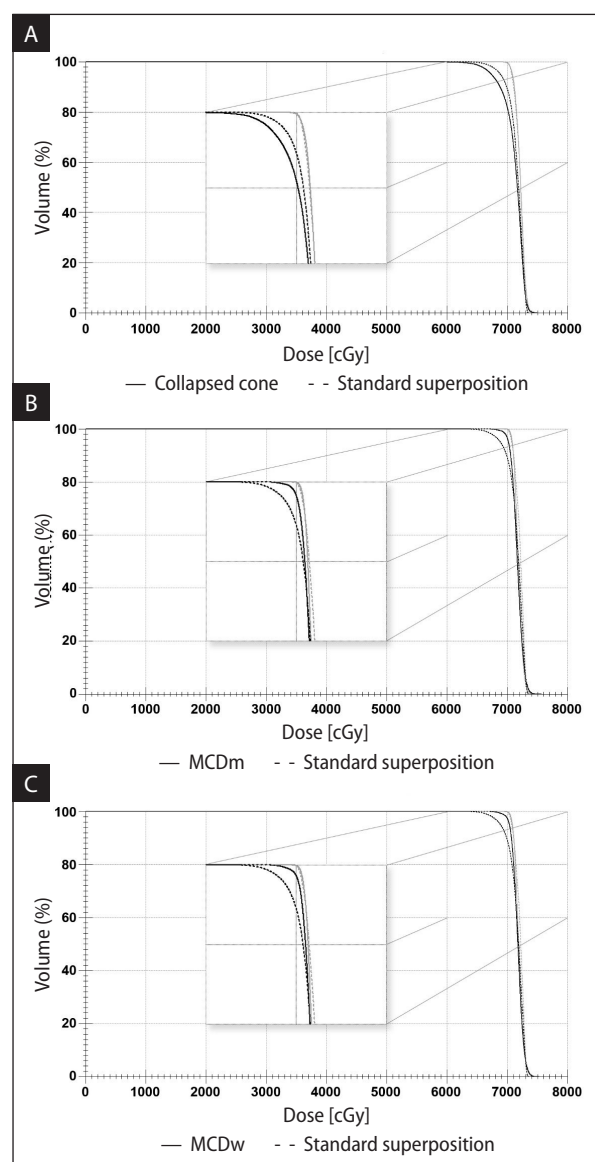 A
100
80
60
40
20
0
Volume (%)
0 1000 2000 3000 4000 5000 6000 7000 8000
Dose [cGy]
— Collapsed cone - - Standard superposition
B
100
80
60
40
20
0
Volume (%)
0 1000 2000 3000 4000 5000 6000 7000 8000
Dose [cGy]
— MCDm - - Standard superposition
C
100
80
60
40
20
0
Volume (%)
0 1000 2000 3000 4000 5000 6000 7000 8000
Dose [cGy]
— MCDw - - Standard superposition